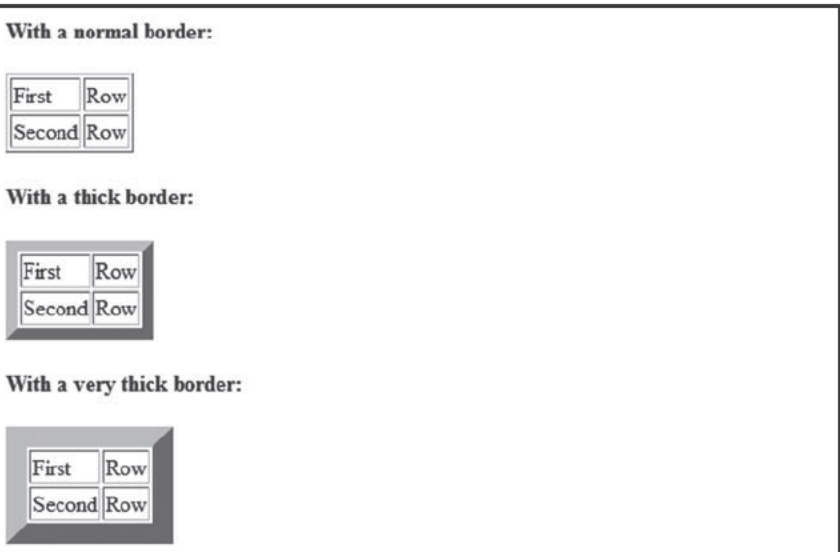 With a normal border:
First Row
Second Row
With a thick border:
First Row
Second Row
With a very thick border:
First Row
Second Row